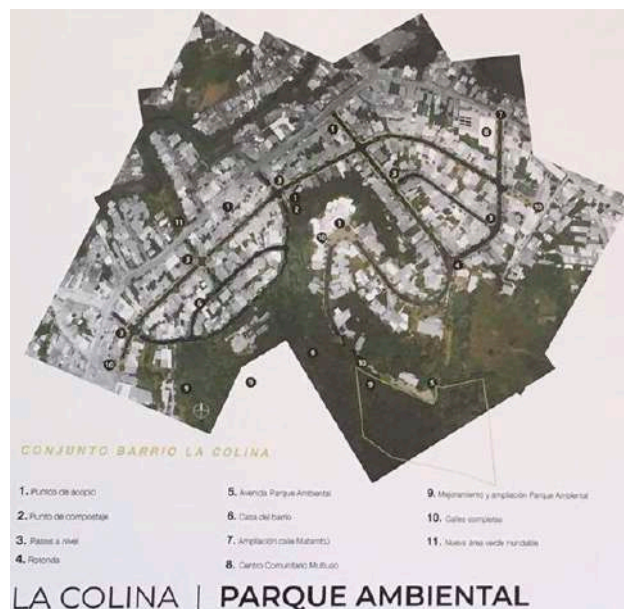 CONJUNTO BARRIO LA COLINA
1. Puntos de acopio
2. Punto de compostaje
3. Pasos a nivel
4. Rotonda
5. Avenida Parque Ambiental
6. Casa del barrio
7. Ampliación calle
8. Centro Comunitario Multiuso
9. Mejoramiento y ampliación Parque Ambiental
10. Calles completas
11. Nueva área verde inundable
LA COLINA | PARQUE AMBIENTAL